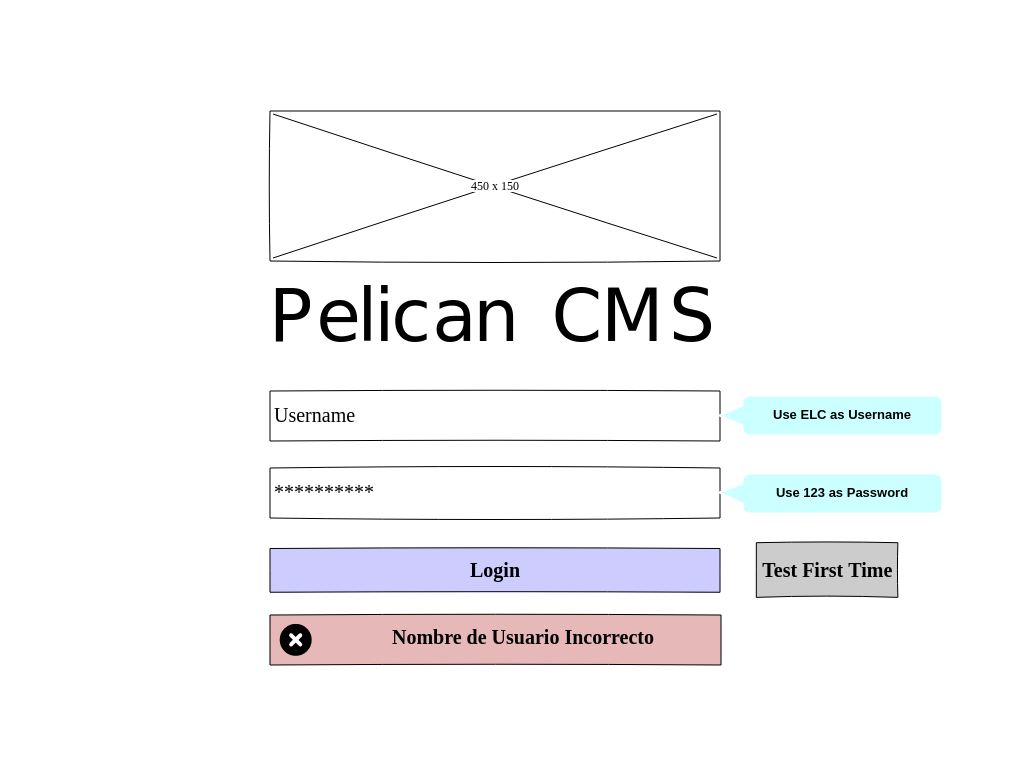 450 x 150
Pelican CMS
Username
Use ELC as Username
**********
Use 123 as Password
Login
Test First Time
Nombre de Usuario Incorrecto